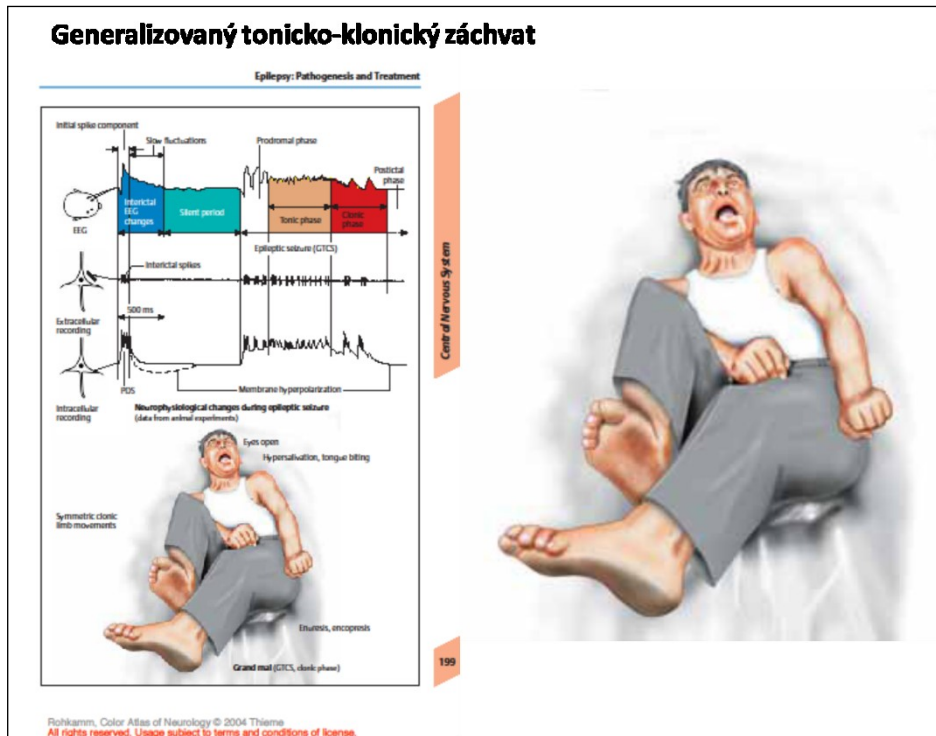 Generalizovaný tonicko-klonický záchvat
Epilepsy: Pathogenesis and Treatment
Initial spike component
Slow fluctuations
Prodromal phase
Postictal
phase
Interictal
EEG
changes
Silent period
Tonic phase
Clonic
phase
EEG
Epileptic seizure (GTCS)
Interictal spikes
500 ms
Extracellular
recording
Membrane hyperpolarization
PDS
Intracellular
recording
Neurophysiological changes during epileptic seizure
(data from animal experiments)
Central Nervous System
Eyes open
Hypersalivation, tongue biting
Symmetric clonic
limb movements
Enuresis, encopresis
Grand mal (GTCS, clonic phase)
199
Rohkamm, Color Atlas of Neurology © 2004 Thieme
All rights reserved. Usage subject to terms and conditions of license.